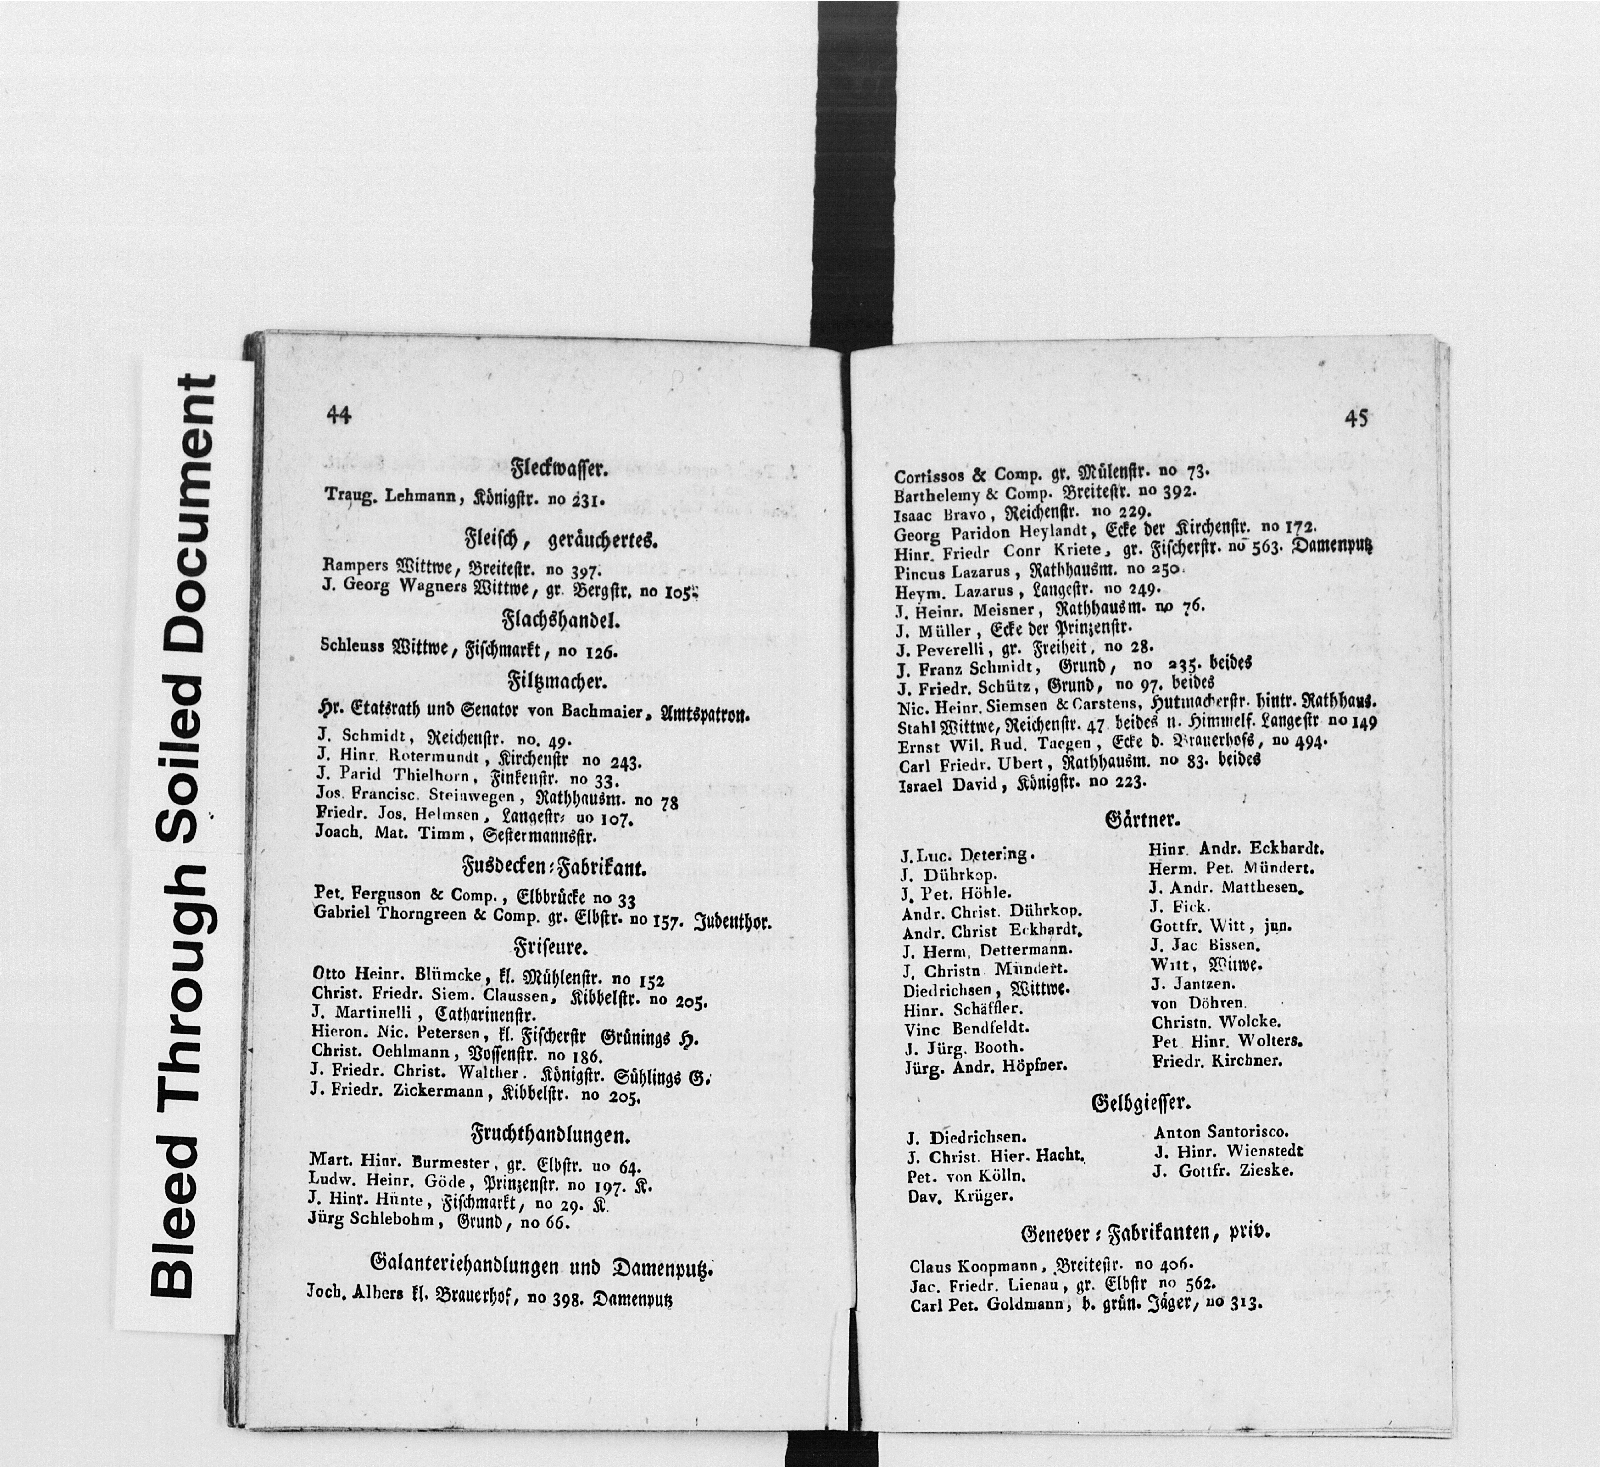 Bleed Through Soiled Document
44
Fleckwasser.
Traug. Lehmann, Königstr. no 231.
Fleisch, geräuchertes.
Rampers Wittwe, Breitestr. no 397.
J. Georg Wagners Wittwe, gr. Bergstr. no 105.
Flachshandel.
Schleuss Wittwe, Fischmarkt, no 126.
Filtzmacher.
Hr. Etatsrath und Senator von Bachmaier, Amtspatron.
J. Schmidt, Reichenstr. no. 49.
J. Hinr. Rotermundt, Kirchenstr no 243.
J. Parid Thielhorn, Finkenstr. no 33.
Jos. Francisc. Steinwegen, Rathhausm. no 78
Friedr. Jos. Helmsen, Langestr. no 107.
Joach. Mat. Timm, Sestermannsstr.
Fusdecken-Fabrikant.
Pet. Ferguson & Comp., Elbbrücke no 33
Gabriel Thorngreen & Comp. gr. Elbstr. no 157. Judenthor.
Friseure.
Otto Heinr. Blümcke, kl. Mühlenstr. no 152
Christ. Friedr. Siem. Claussen, Kibbelstr. no 205.
J. Martinelli, Catharinenstr.
Hieron. Nic. Petersen, kl. Fischerstr Grünings H.
Christ. Oehlmann, Vossenstr. no 186.
J. Friedr. Christ. Walther. Königstr. Sühlings G.
J. Friedr. Zickermann, Kibbelstr. no 205.
Fruchthandlungen.
Mart. Hinr. Burmester, gr. Elbstr. no 64.
Ludw. Heinr. Göde, Prinzenstr. no 197. K.
J. Hinr. Hünte, Fischmarkt, no 29. K
Jürg Schlebohm, Grund, no 66.
Galanteriehandlungen und Damenputz.
Joch. Albers kl. Brauerhof, no 398. Damenputz
45
Cortissos & Comp. gr. Mülenstr. no 73.
Barthelemy & Comp. Breitestr. no 392.
Isaac Bravo, Reichenstr. no 229.
Georg Paridon Heylandt, Ecke der Kirchenstr. no 172.
Hinr. Friedr Conr Kriete, gr. Fischerstr. no 563. Damenputz
Pincus Lazarus, Rathhausm. no 250.
Heym. Lazarus, Langestr. no 249.
J. Heinr. Meisner, Rathhausm. no 76.
J. Müller, Ecke der Prinzenstr.
J. Peverelli, gr. Freiheit, no 28.
J. Franz Schmidt, Grund, no 235. beides
J. Friedr. Schütz, Grund, no 97. beides
Nic. Heinr. Siemsen & Carstens, Hutmacherstr. hintr. Rathhaus.
Stahl Wittwe, Reichenstr. 47 beides n. Himmelf. Langestr no 149
Ernst Wil. Rud. Taegen, Ecke d. Brauerhofs, no 494.
Carl Friedr. Ubert, Rathhausm. no 83. beides
Israel David, Königstr. no 223.
Gärtner.
J. Luc. Detering.
J. Dührkop.
J. Pet. Höhle.
Andr. Christ. Dührkop.
Andr. Christ Eckhardt.
J. Herm. Dettermann.
J. Christn Mündert.
Diedrichsen, Wittwe.
Hinr. Schäffler.
Vinc Bendfeldt.
J. Jürg. Booth.
Jürg. Andr. Höpfner.
Hinr. Andr. Eckhardt.
Herm. Pet. Mündert.
J. Andr. Matthesen.
J. Fick.
Gottfr. Witt, jun.
J. Jac Bissen.
Witt, Witwe.
J. Jantzen.
von Döhren
Christn. Wolcke.
Pet Hinr. Wolters.
Friedr. Kirchner.
Gelbgiesser.
J. Diedrichsen.
J. Christ. Hier. Hacht.
Pet. von Kölln.
Dav. Krüger.
Anton Santorisco.
J. Hinr. Wienstedt
J. Gottfr. Zieske.
Genever-Fabrikanten, priv.
Claus Koopmann, Breitestr. no 406.
Jac. Friedr. Lienau, gr. Elbstr no 562.
Carl Pet. Goldmann, b. grün. Jäger, no 313.